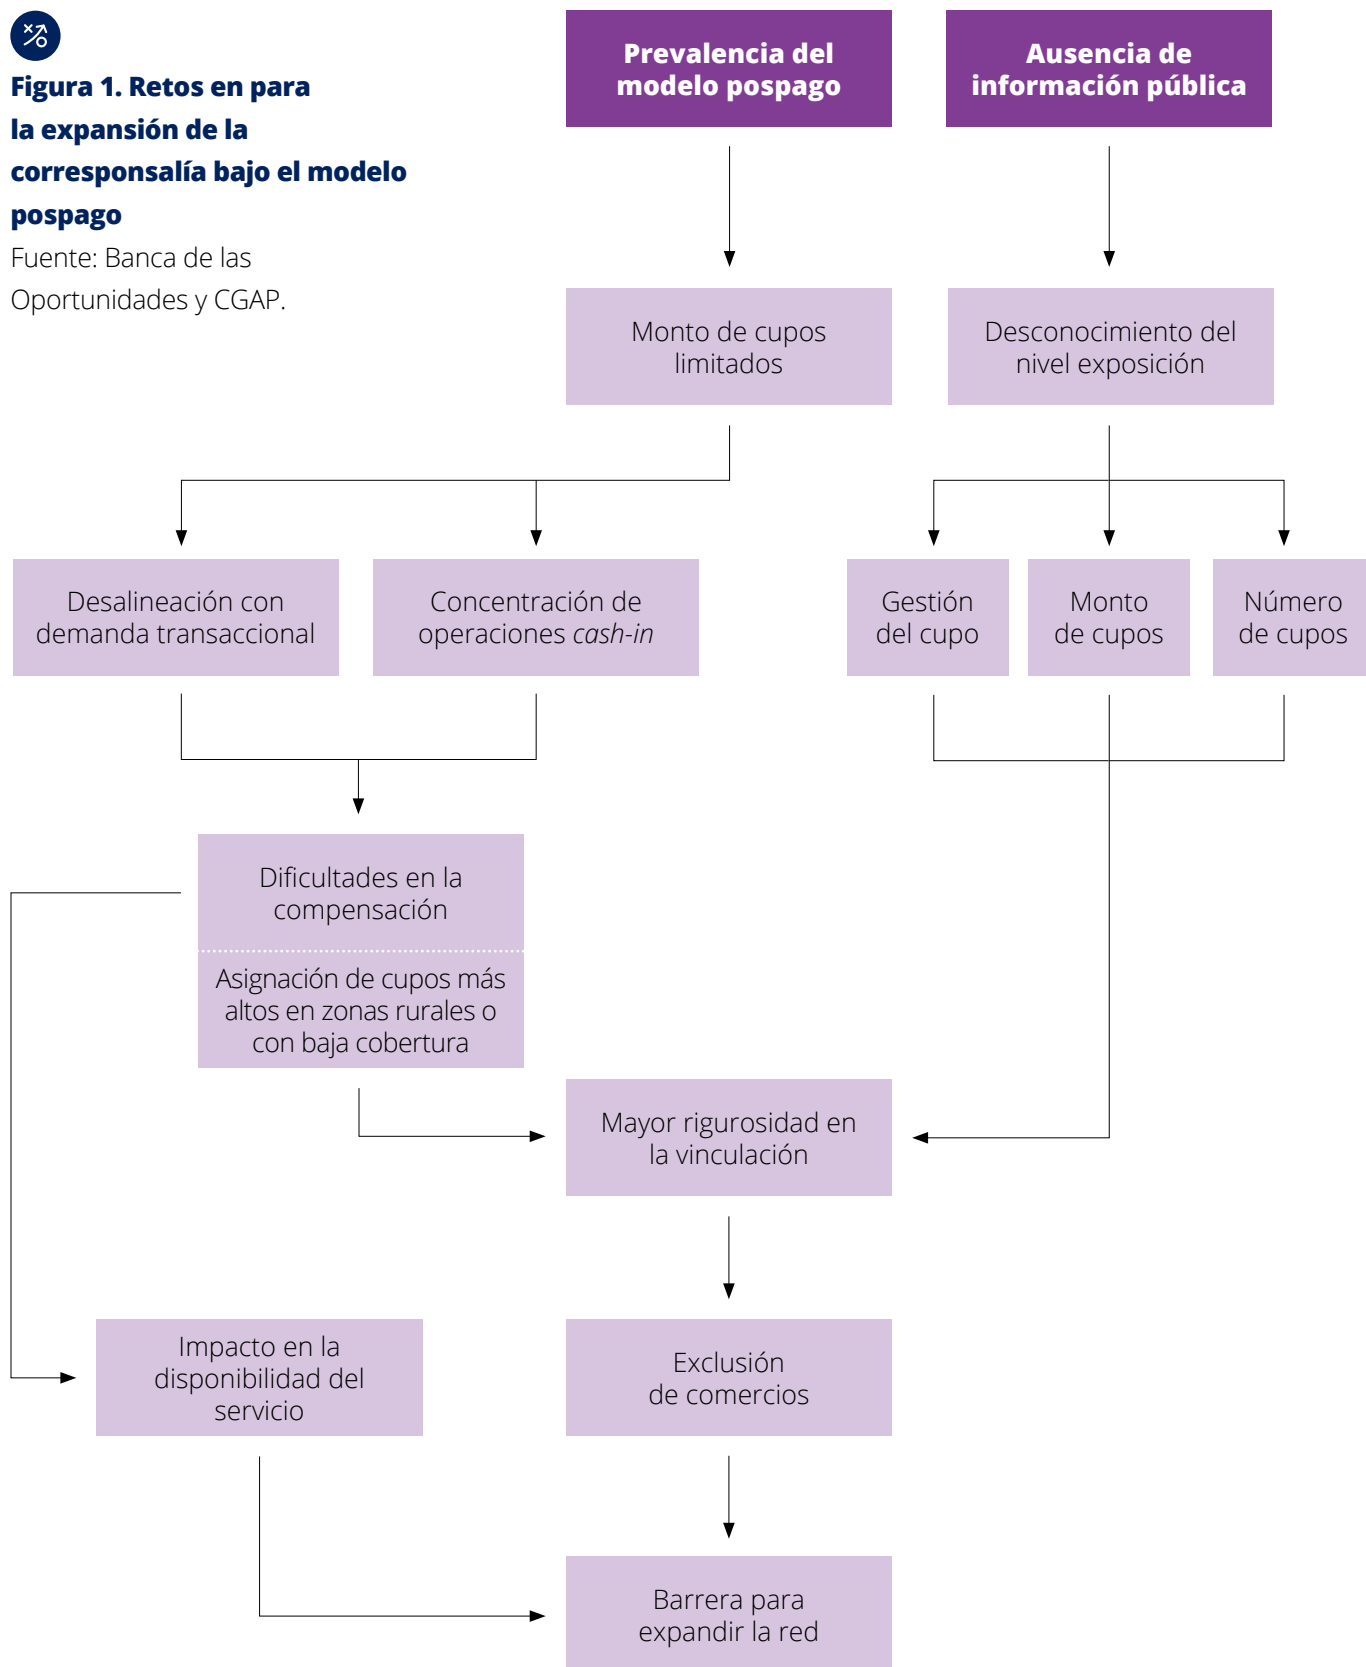 Figura 1. Retos en para
la expansión de la
corresponsalía bajo el modelo
pospago
Fuente: Banca de las
Oportunidades y CGAP.
Prevalencia del
modelo pospago
Ausencia de
información pública
Monto de cupos
limitados
Desconocimiento del
nivel exposición
Desalineación con
demanda transaccional
Concentración de
operaciones cash-in
Gestión
del cupo
Monto
de cupos
Número
de cupos
Dificultades en la
compensación
Asignación de cupos más
altos en zonas rurales o
con baja cobertura
Mayor rigurosidad en
la vinculación
Impacto en la
disponibilidad del
servicio
Exclusión
de comercios
Barrera para
expandir la red